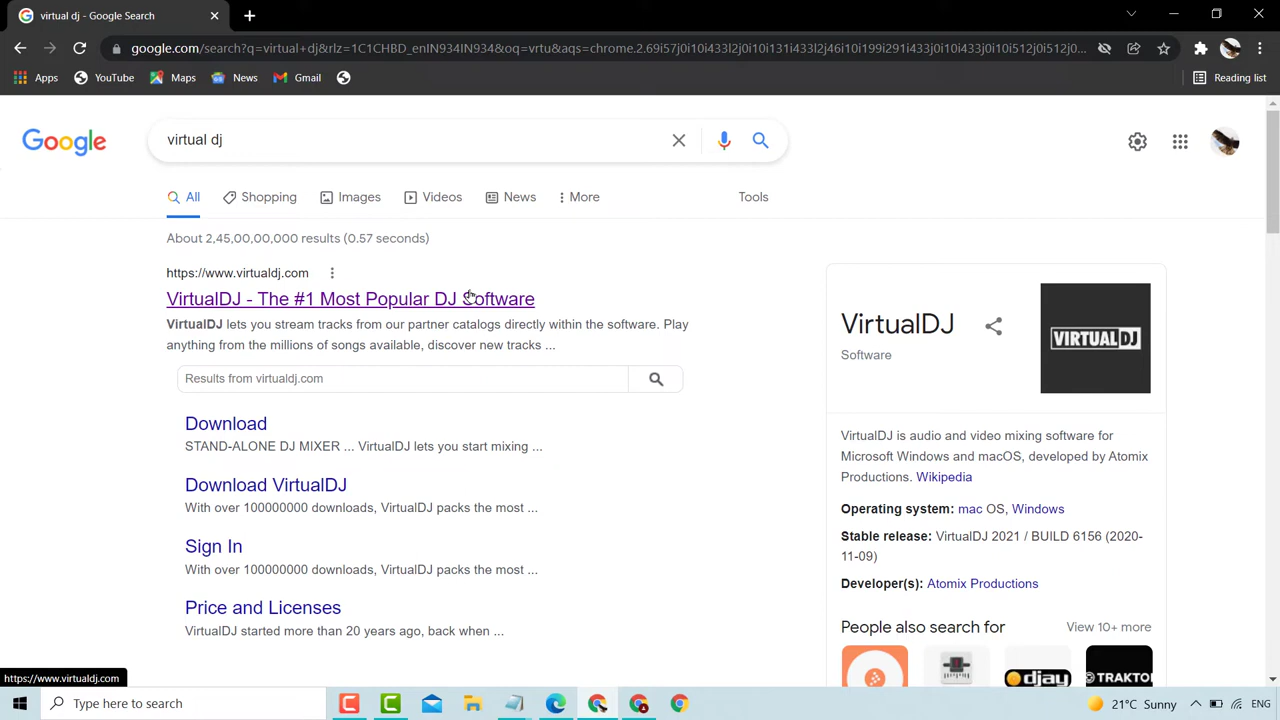 virtual dj - Google Search
google.com/search?q=virtual+dj&rlz=1C1CHBD_enIN934IN934&oq=vrtu&aqs=chrome.2.69i57j0i10i433l2j0i10i131i433l2j46i10i199i291i433j0i10i433j0i10i512j0i512j0...
Apps
YouTube
Maps
News
Gmail
Reading list
Google
virtual dj
All
Shopping
Images
Videos
News
More
Tools
About 2,45,00,00,000 results (0.57 seconds)
https://www.virtualdj.com
VirtualDJ - The #1 Most Popular DJ Software
VirtualDJ lets you stream tracks from our partner catalogs directly within the software. Play
anything from the millions of songs available, discover new tracks ...
Results from virtualdj.com
Download
STAND-ALONE DJ MIXER ... VirtualDJ lets you start mixing ...
Download VirtualDJ
With over 100000000 downloads, VirtualDJ packs the most ...
Sign In
With over 100000000 downloads, VirtualDJ packs the most ...
Price and Licenses
VirtualDJ started more than 20 years ago, back when ...
VirtualDJ
Software
VIRTUALDJ
VirtualDJ is audio and video mixing software for
Microsoft Windows and macOS, developed by Atomix
Productions. Wikipedia
Operating system: mac OS, Windows
Stable release: VirtualDJ 2021 / BUILD 6156 (2020-
11-09)
Developer(s): Atomix Productions
People also search for
View 10+ more
djay
TRAKTOR
https://www.virtualdj.com
Type here to search
21°C Sunny
ENG